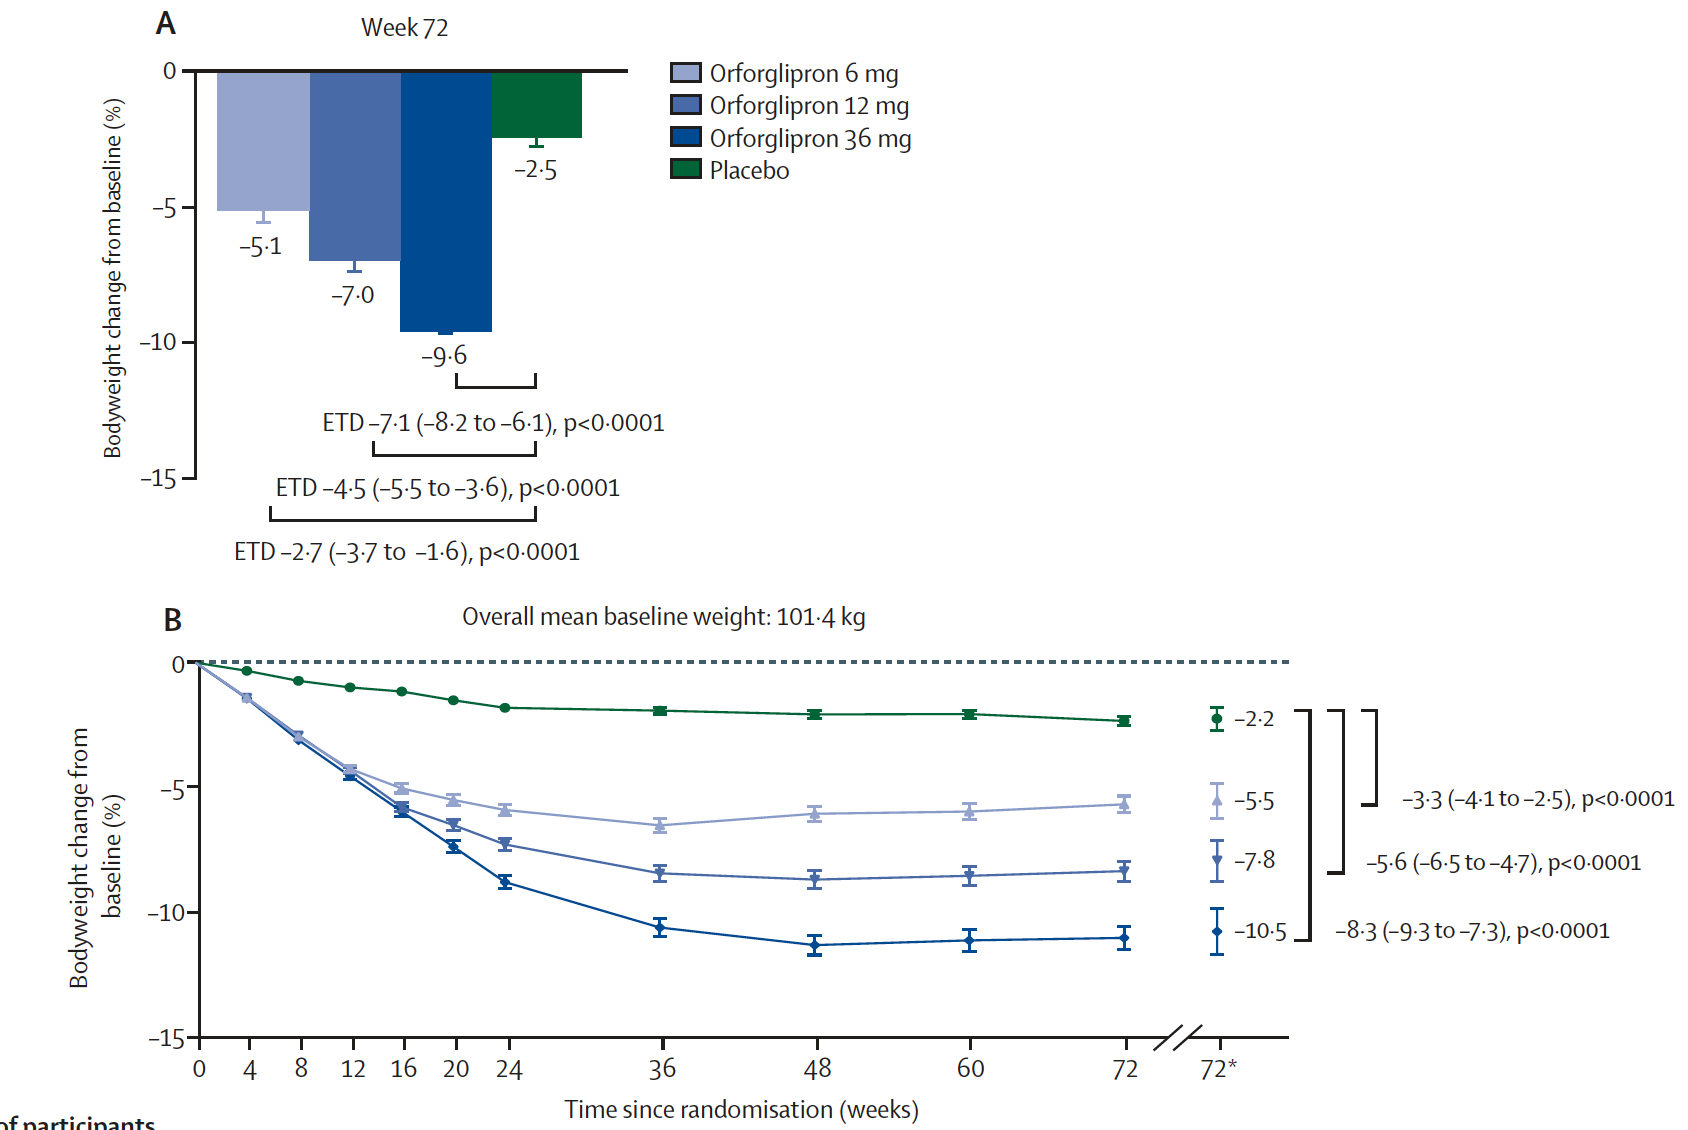 A
Week 72
0
–5
–10
–15
Bodyweight change from baseline (%)
–5·1
–7·0
–9·6
–2·5
Orforglipron 6 mg
Orforglipron 12 mg
Orforglipron 36 mg
Placebo
ETD –7·1 (–8·2 to –6·1), p<0·0001
ETD –4·5 (–5·5 to –3·6), p<0·0001
ETD –2·7 (–3·7 to –1·6), p<0·0001
B
Overall mean baseline weight: 101·4 kg
0
–5
–10
–15
Bodyweight change from
baseline (%)
–2·2
–5·5
–7·8
–10·5
–3·3 (–4·1 to –2·5), p<0·0001
–5·6 (–6·5 to –4·7), p<0·0001
–8·3 (–9·3 to –7·3), p<0·0001
0 4 8 12 16 20 24 36 48 60 72 72*
Time since randomisation (weeks)
of participants